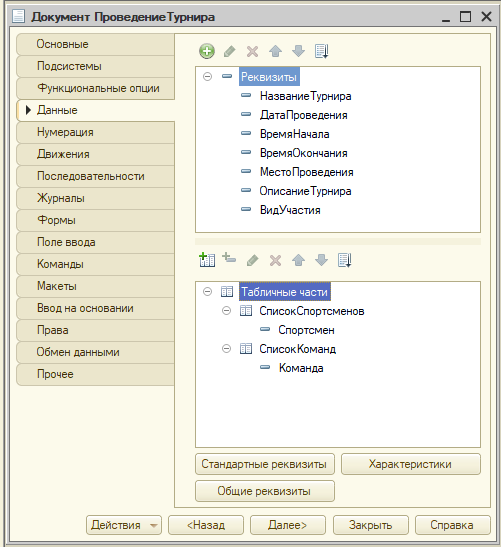 Документ ПроведениеТурнира
Основные
Подсистемы
Функциональные опции
Данные
Нумерация
Движения
Последовательности
Журналы
Формы
Поле ввода
Команды
Макеты
Ввод на основании
Права
Обмен данными
Прочее
Реквизиты
НазваниеТурнира
ДатаПроведения
ВремяНачала
ВремяОкончания
МестоПроведения
ОписаниеТурнира
ВидУчастия
Табличные части
СписокСпортсменов
Спортсмен
СписокКоманд
Команда
Стандартные реквизиты
Характеристики
Общие реквизиты
Действия
<Назад
Далее>
Закрыть
Справка